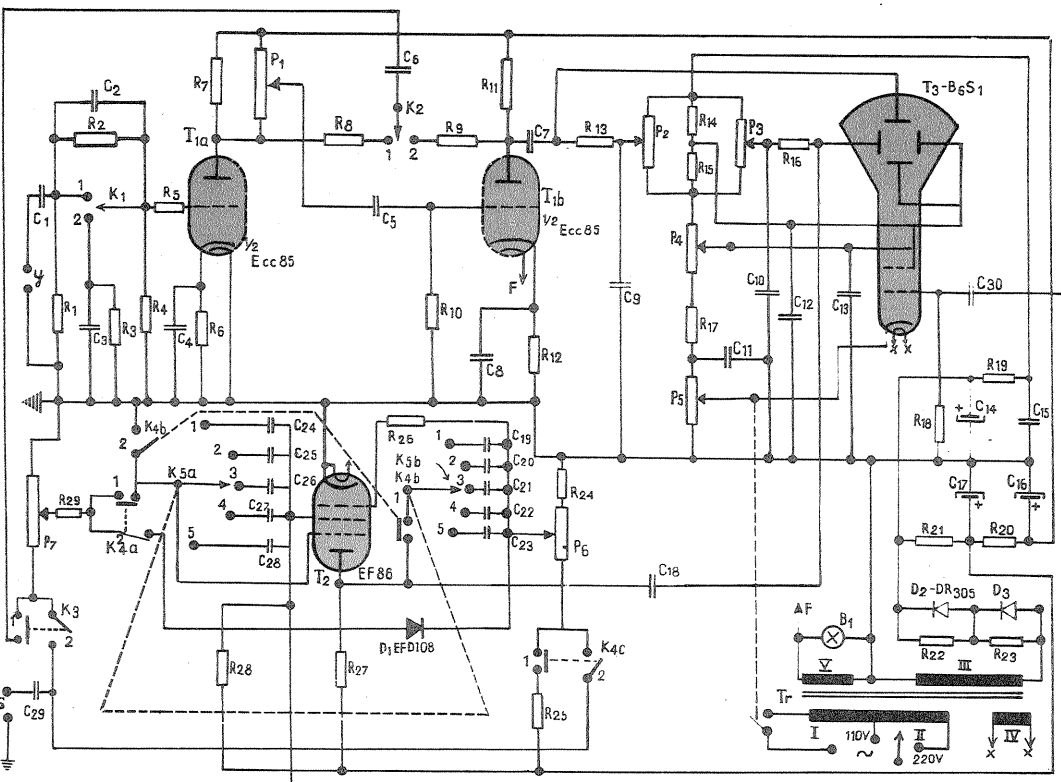 C2
R2
R7
P1
C6
K2
R11
T3-B6S1
T1a
R8
1
2
R9
C7
R13
P2
R14
R15
P3
R16
1
K1
2
C1
R5
1/2
Ecc85
C5
T1b
1/2
Ecc85
y
F
P4
R1
C3
R3
R4
C4
R6
R10
C8
R12
C9
R17
C10
C11
C12
C13
C30
x x
P5
R19
R18
C14
+
C15
K4b
2
1
C24
2
C25
K5a
3
C26
4
C27
5
C28
R26
1
C19
K5b
K4b
2
C20
1
3
C21
4
C22
5
C23
R24
P6
C17
+
C16
+
R29
1
2
K4a
P7
T2
EF86
C18
R21
R20
D2-DR305
D3
R22
R23
K3
1
2
D1 EFD108
F
B1
V
III
R28
R27
1
K4c
2
R25
C29
Tr
I
110V
~
II
220V
IV
x x